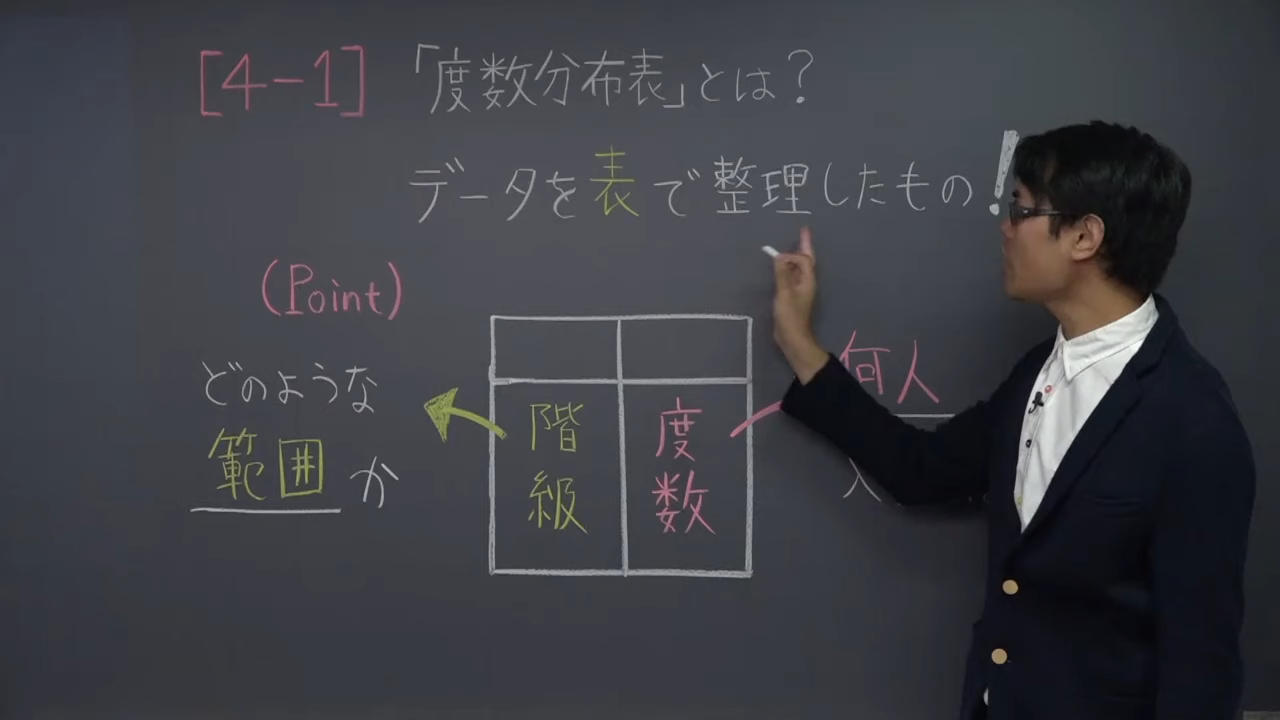 [4-1] 「度数分布表」とは？
データを表で整理したもの！
(Point)
どのような
範囲か
階級
度数
何人
入